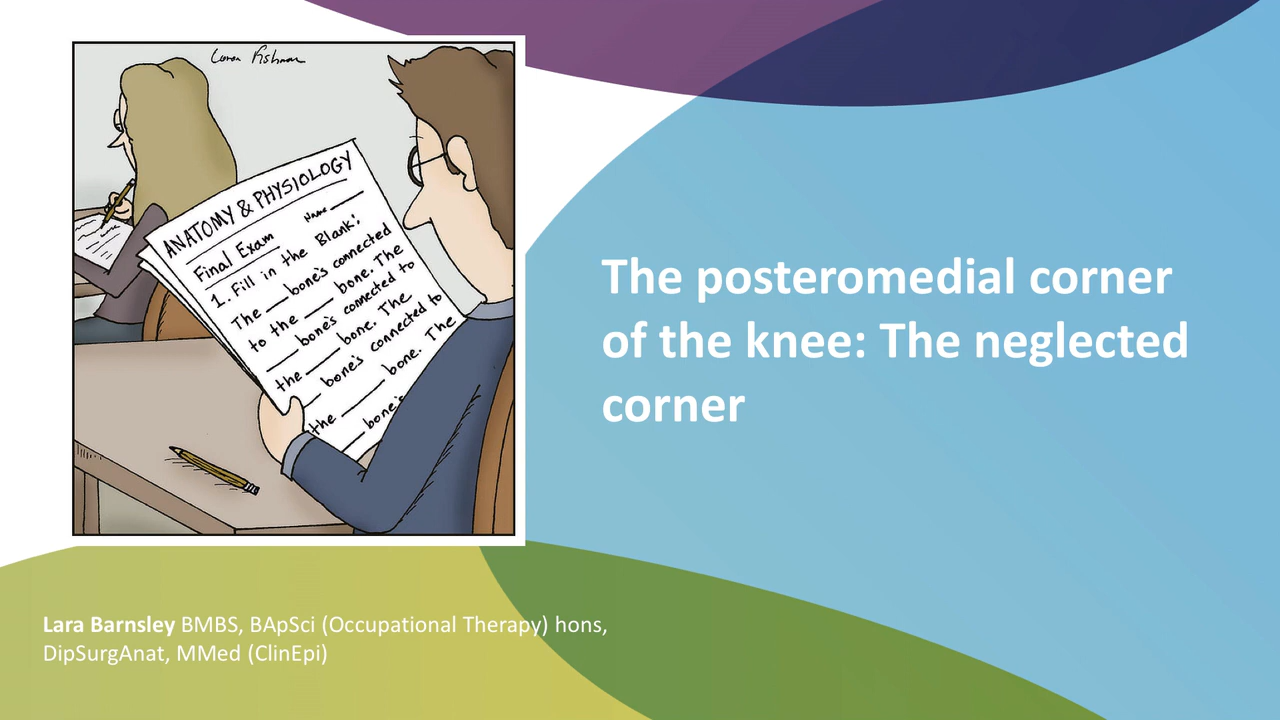 Loren Fishman
ANATOMY & PHYSIOLOGY
Final Exam
Name
1. Fill in the Blank:
The ___ bone's connected
to the ___ bone. The
___ bone's connected to
the ___ bone. The
___ bone's connected to
the ___ bone. The
___ bone's
The posteromedial corner
of the knee: The neglected
corner
Lara Barnsley BMBS, BApSci (Occupational Therapy) hons,
DipSurgAnat, MMed (ClinEpi)